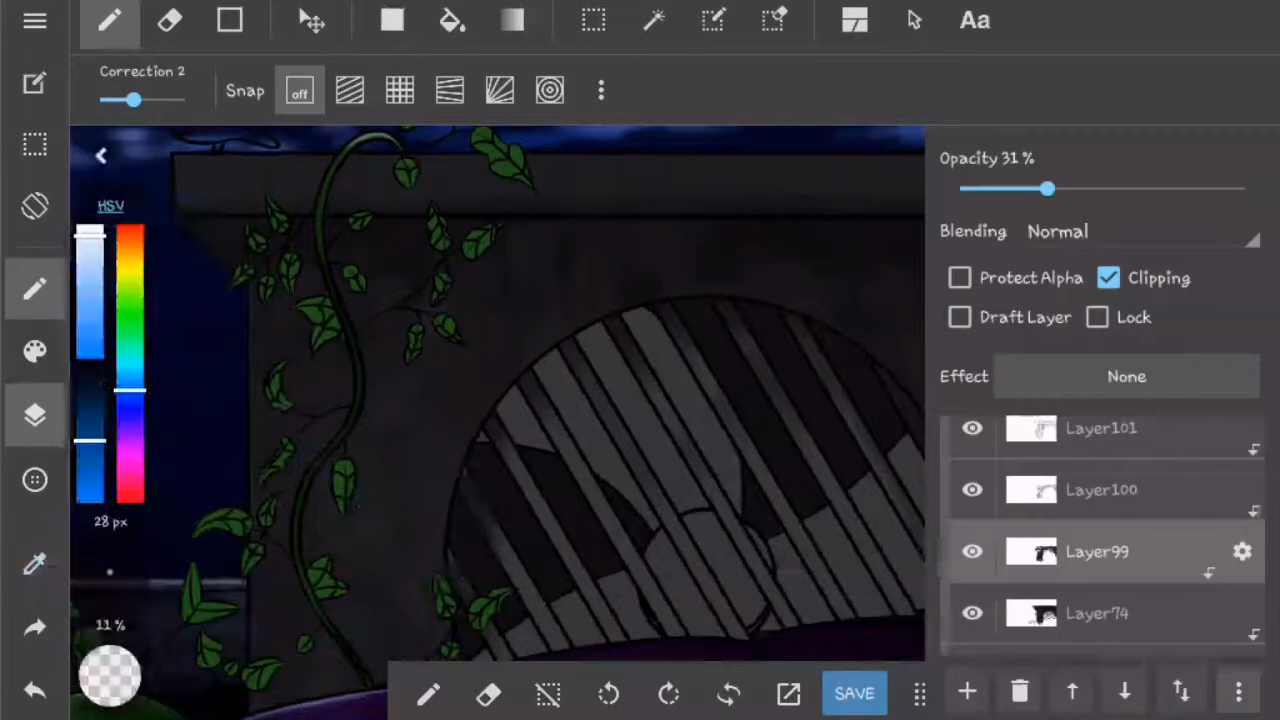 Aa
Correction 2
Snap
off
HSV
28 px
11 %
Opacity 31 %
Blending Normal
Protect Alpha Clipping
Draft Layer Lock
Effect None
Layer101
Layer100
Layer99
Layer74
SAVE